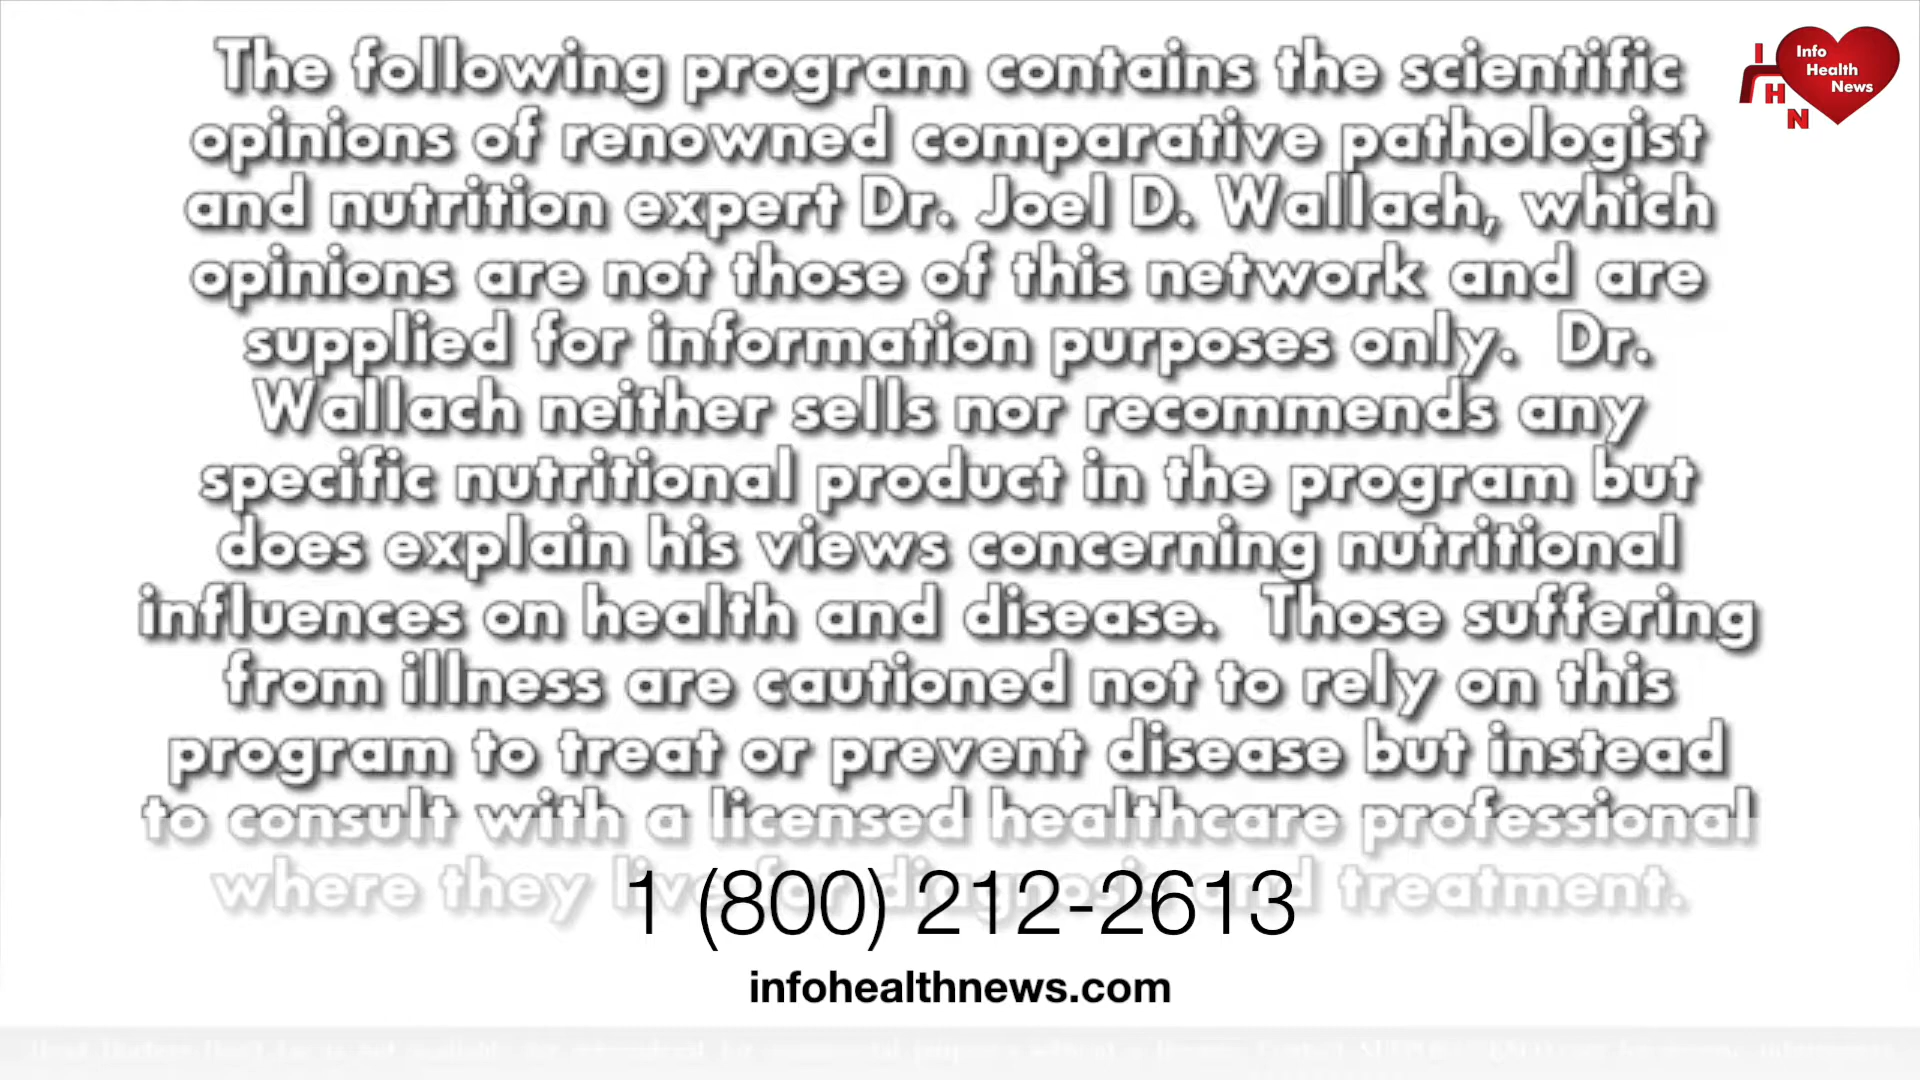 The following program contains the scientific
opinions of renowned comparative pathologist
and nutrition expert Dr. Joel D. Wallach, which
opinions are not those of this network and are
supplied for information purposes only. Dr.
Wallach neither sells nor recommends any
specific nutritional product in the program but
does explain his views concerning nutritional
influences on health and disease. Those suffering
from illness are cautioned not to rely on this
program to treat or prevent disease but instead
to consult with a licensed healthcare professional
where they live for diagnosis and treatment.
1 (800) 212-2613
infohealthnews.com
I H N
Info
Health
News